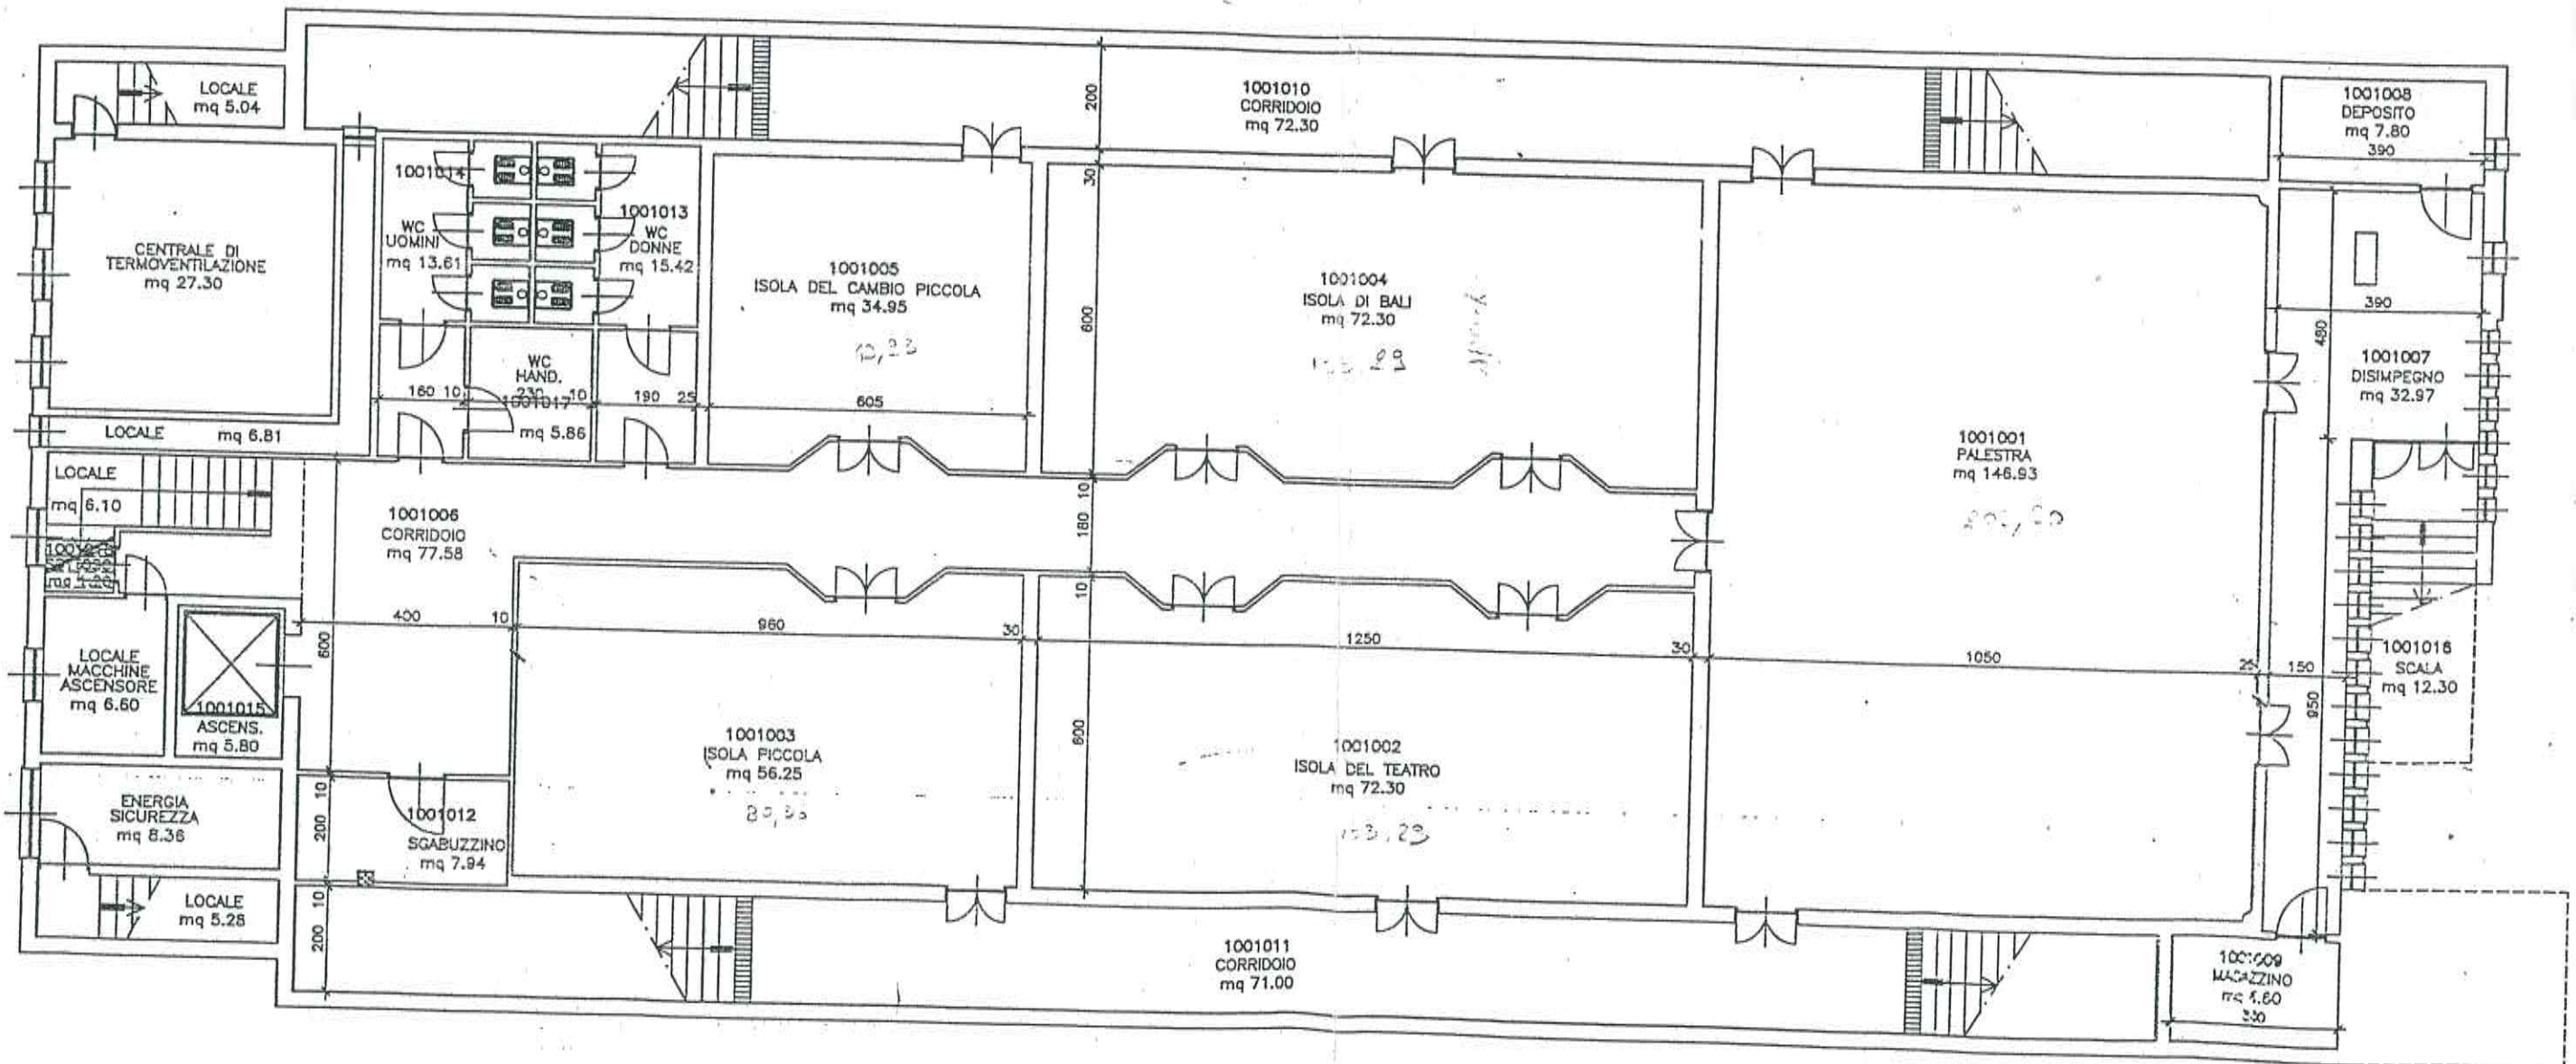 LOCALE
mq 5.04
200
1001010
CORRIDOIO
mq 72.30
1001008
DEPOSITO
mq 7.80
390
CENTRALE DI
TERMOVENTILAZIONE
mq 27.30
1001014
WC
UOMINI
mq 13.61
1001013
WC
DONNE
mq 15.42
30
1001005
ISOLA DEL CAMBIO PICCOLA
mq 34.95
600
1001004
ISOLA DI BALI
mq 72.30
390
480
1001007
DISIMPEGNO
mq 32.97
WC
HAND.
160 10 230 10 190 25
1001017
mq 5.86
605
LOCALE mq 6.81
1001001
PALESTRA
mq 146.93
LOCALE
mq 6.10
1001006
CORRIDOIO
mq 77.58
10
180
10
400 10 960 30 1250 30 1050 25 150
600
LOCALE
MACCHINE
ASCENSORE
mq 6.60
1001015
ASCENS.
mq 5.80
1001016
SCALA
mq 12.30
950
1001003
ISOLA PICCOLA
mq 56.25
600
1001002
ISOLA DEL TEATRO
mq 72.30
ENERGIA
SICUREZZA
mq 8.36
10
200
1001012
SGABUZZINO
mq 7.94
LOCALE
mq 5.28
10
200
1001011
CORRIDOIO
mq 71.00
1001009
MAGAZZINO